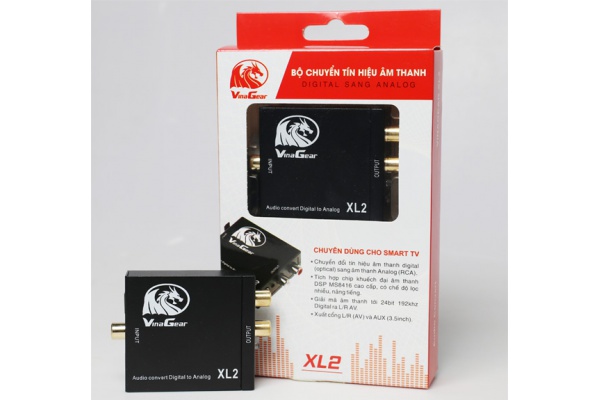 VinaGear
BỘ CHUYỂN TÍN HIỆU ÂM THANH
DIGITAL SANG ANALOG
VinaGear
INPUT
OUTPUT
Audio convert Digital to Analog XL2
CHUYÊN DÙNG CHO SMART TV
• Chuyển đổi tín hiệu âm thanh digital
(optical) sang âm thanh Analog (RCA).
• Tích hợp chip khuếch đại âm thanh
DSP MS8416 cao cấp, có chế độ lọc
nhiễu, nâng tiếng.
• Giải mã âm thanh tới 24bit 192khz
Digital ra L/R AV.
• Xuất cổng L/R (AV) và AUX (3.5inch).
XL2
VinaGear
INPUT
OUTPUT
Audio convert Digital to Analog XL2